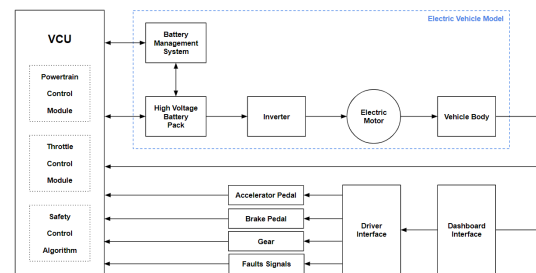 VCU
Electric Vehicle Model
Battery
Management
System
Powertrain
Control
Module
High Voltage
Battery
Pack
Inverter
Electric
Motor
Vehicle Body
Throttle
Control
Module
Safety
Control
Algorithm
Accelerator Pedal
Brake Pedal
Gear
Faults Signals
Driver
Interface
Dashboard
Interface